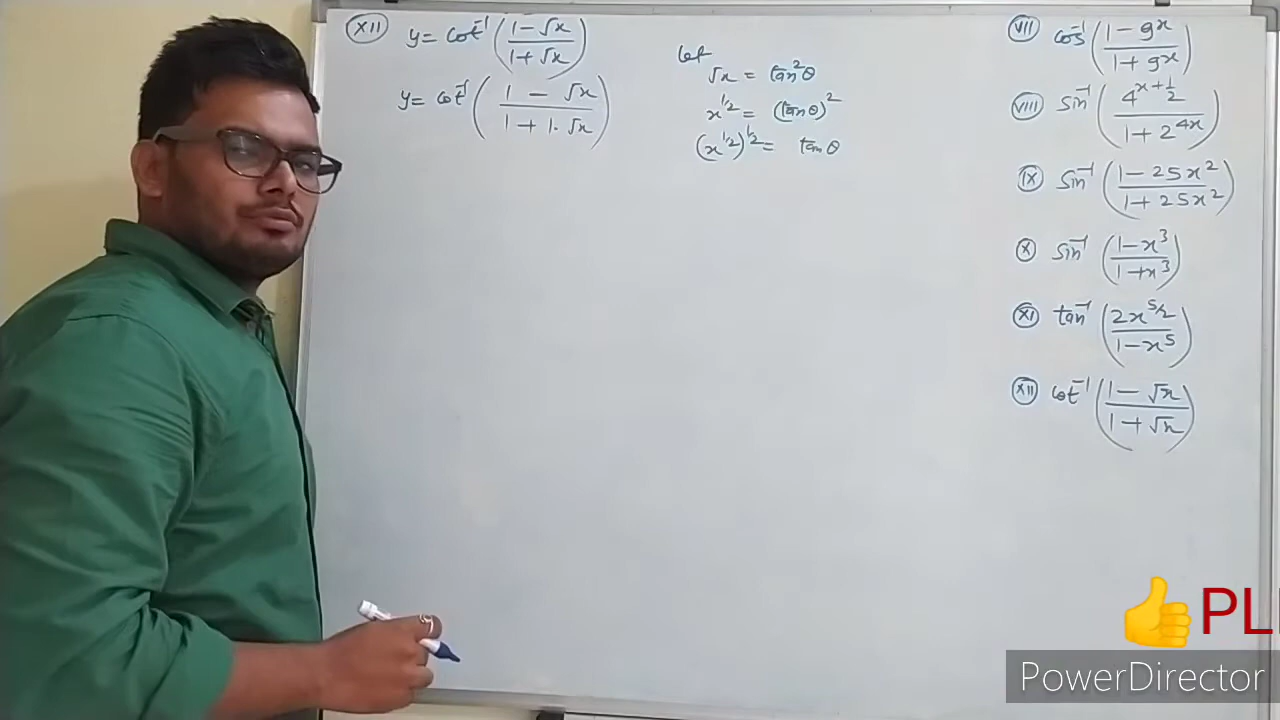 (XII) y = cot⁻¹((1-√x)/(1+√x))
y = cot⁻¹((1 - √x)/(1 + 1·√x))
let
√x = tan²θ
x^1/2 = (tanθ)²
(x^1/2)^1/2 = tanθ
(VII) cos⁻¹((1-9^x)/(1+9^x))
(VIII) sin⁻¹(4^(x+1/2)/(1+2^4x))
(IX) sin⁻¹((1-25x²)/(1+25x²))
(X) sin⁻¹((1-x³)/(1+x³))
(XI) tan⁻¹(2x^5/2/(1-x⁵))
(XII) cot⁻¹((1-√x)/(1+√x))
👍PL
PowerDirector